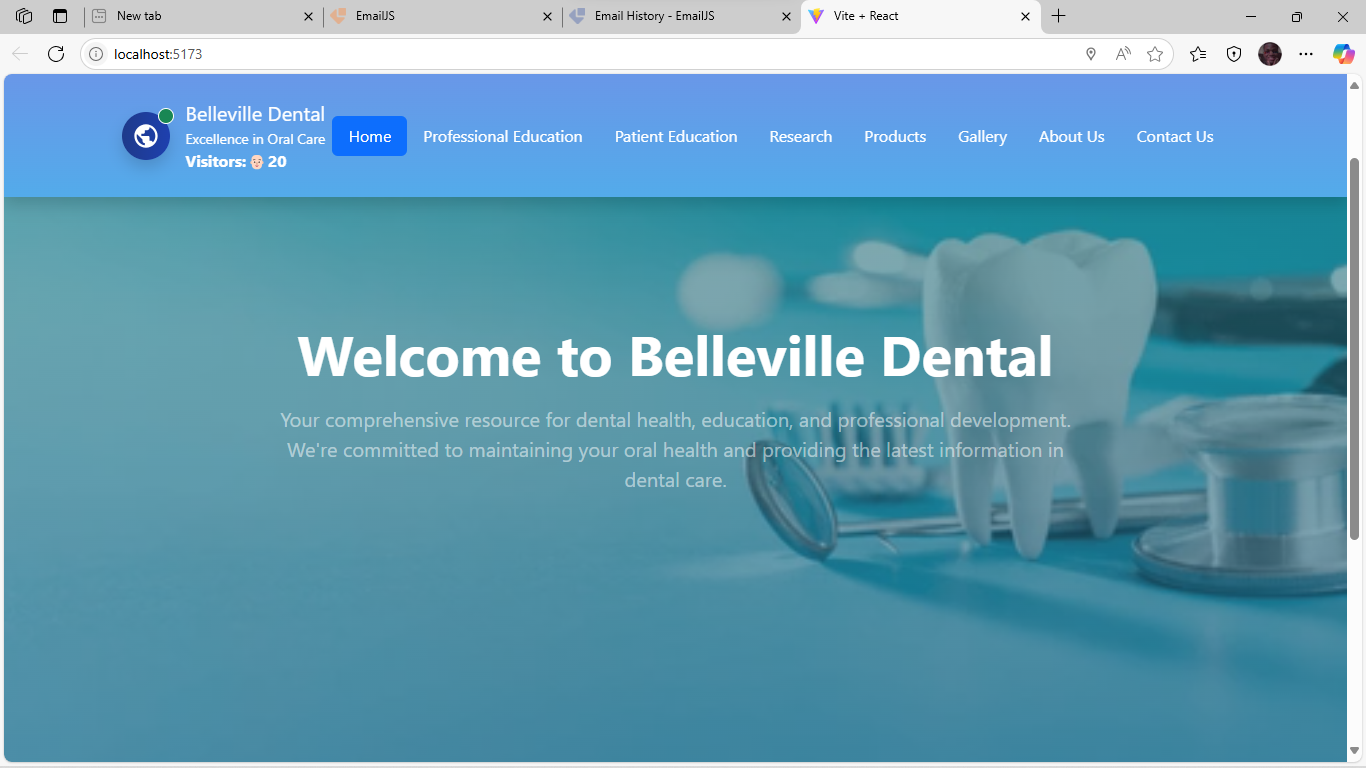 New tab
EmailJS
Email History - EmailJS
Vite + React
localhost:5173
Belleville Dental
Excellence in Oral Care
Visitors: 👨🏻‍🦲 20
Home
Professional Education
Patient Education
Research
Products
Gallery
About Us
Contact Us
Welcome to Belleville Dental
Your comprehensive resource for dental health, education, and professional development.
We're committed to maintaining your oral health and providing the latest information in
dental care.